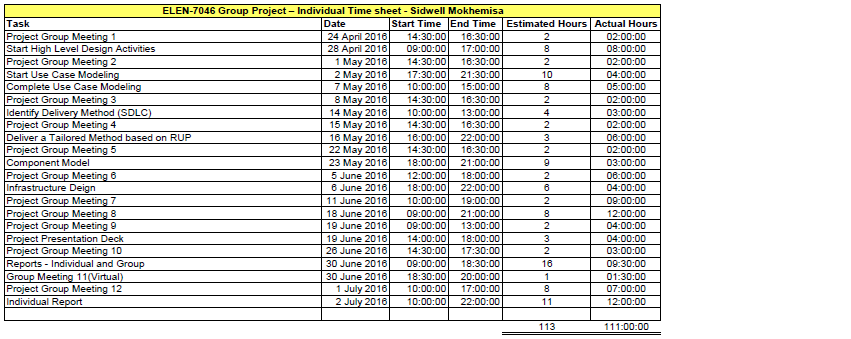 ELEN-7046 Group Project – Individual Time sheet - Sidwell Mokhemisa
Task Date Start Time End Time Estimated Hours Actual Hours
Project Group Meeting 1 24 April 2016 14:30:00 16:30:00 2 02:00:00
Start High Level Design Activities 28 April 2016 09:00:00 17:00:00 8 08:00:00
Project Group Meeting 2 1 May 2016 14:30:00 16:30:00 2 02:00:00
Start Use Case Modeling 2 May 2016 17:30:00 21:30:00 10 04:00:00
Complete Use Case Modeling 7 May 2016 10:00:00 15:00:00 8 05:00:00
Project Group Meeting 3 8 May 2016 14:30:00 16:30:00 2 02:00:00
Identify Delivery Method (SDLC) 14 May 2016 10:00:00 13:00:00 4 03:00:00
Project Group Meeting 4 15 May 2016 14:30:00 16:30:00 2 02:00:00
Deliver a Tailored Method based on RUP 16 May 2016 16:00:00 22:00:00 3 06:00:00
Project Group Meeting 5 22 May 2016 14:30:00 16:30:00 2 02:00:00
Component Model 23 May 2016 18:00:00 21:00:00 9 03:00:00
Project Group Meeting 6 5 June 2016 12:00:00 18:00:00 2 06:00:00
Infrastructure Deign 6 June 2016 18:00:00 22:00:00 6 04:00:00
Project Group Meeting 7 11 June 2016 10:00:00 19:00:00 2 09:00:00
Project Group Meeting 8 18 June 2016 09:00:00 21:00:00 8 12:00:00
Project Group Meeting 9 19 June 2016 09:00:00 13:00:00 2 04:00:00
Project Presentation Deck 19 June 2016 14:00:00 18:00:00 3 04:00:00
Project Group Meeting 10 26 June 2016 14:30:00 17:30:00 2 03:00:00
Reports - Individual and Group 30 June 2016 09:00:00 18:30:00 16 09:30:00
Group Meeting 11(Virtual) 30 June 2016 18:30:00 20:00:00 1 01:30:00
Project Group Meeting 12 1 July 2016 10:00:00 17:00:00 8 07:00:00
Individual Report 2 July 2016 10:00:00 22:00:00 11 12:00:00
113 111:00:00